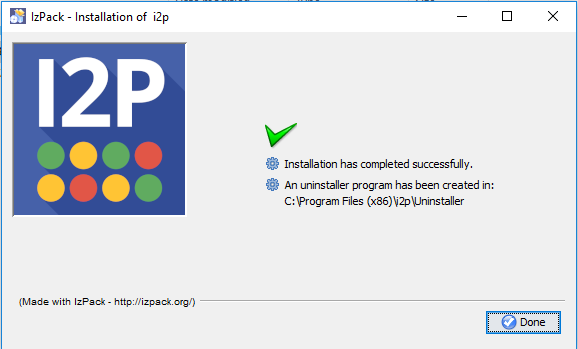 IzPack - Installation of i2p
I2P
Installation has completed successfully.
An uninstaller program has been created in:
C:\Program Files (x86)\i2p\Uninstaller
(Made with IzPack - http://izpack.org/)
Done